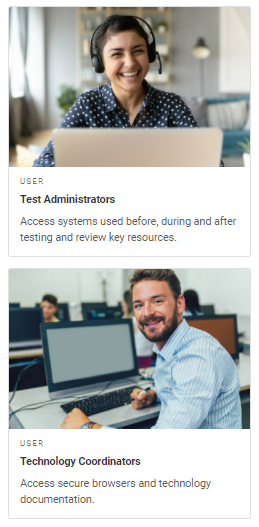 USER
Test Administrators
Access systems used before, during and after
testing and review key resources.
USER
Technology Coordinators
Access secure browsers and technology
documentation.